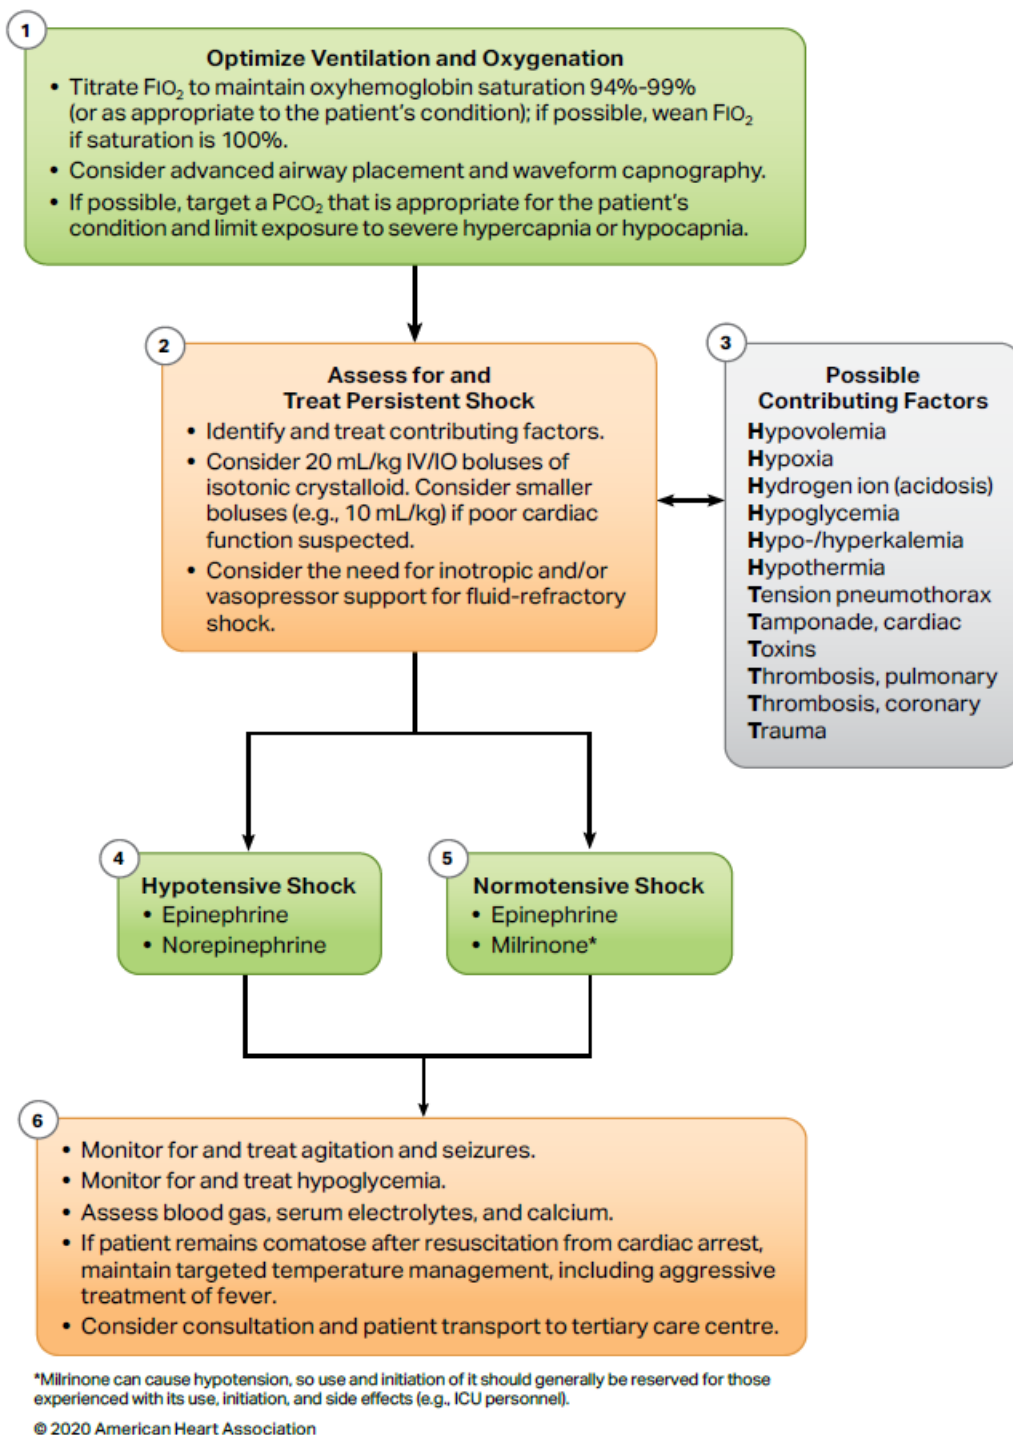 1
Optimize Ventilation and Oxygenation
• Titrate FIO₂ to maintain oxyhemoglobin saturation 94%-99%
(or as appropriate to the patient's condition); if possible, wean FIO₂
if saturation is 100%.
• Consider advanced airway placement and waveform capnography.
• If possible, target a PCO₂ that is appropriate for the patient's
condition and limit exposure to severe hypercapnia or hypocapnia.
2
Assess for and
Treat Persistent Shock
• Identify and treat contributing factors.
• Consider 20 mL/kg IV/IO boluses of
isotonic crystalloid. Consider smaller
boluses (e.g., 10 mL/kg) if poor cardiac
function suspected.
• Consider the need for inotropic and/or
vasopressor support for fluid-refractory
shock.
3
Possible
Contributing Factors
Hypovolemia
Hypoxia
Hydrogen ion (acidosis)
Hypoglycemia
Hypo-/hyperkalemia
Hypothermia
Tension pneumothorax
Tamponade, cardiac
Toxins
Thrombosis, pulmonary
Thrombosis, coronary
Trauma
4
Hypotensive Shock
• Epinephrine
• Norepinephrine
5
Normotensive Shock
• Epinephrine
• Milrinone*
6
• Monitor for and treat agitation and seizures.
• Monitor for and treat hypoglycemia.
• Assess blood gas, serum electrolytes, and calcium.
• If patient remains comatose after resuscitation from cardiac arrest,
maintain targeted temperature management, including aggressive
treatment of fever.
• Consider consultation and patient transport to tertiary care centre.
*Milrinone can cause hypotension, so use and initiation of it should generally be reserved for those
experienced with its use, initiation, and side effects (e.g., ICU personnel).
© 2020 American Heart Association